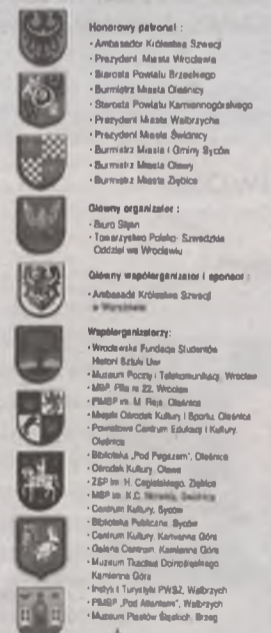 Honorowy patronat :
• Ambasador Królestwa Szwecji
• Prezydent Miasta Wrocławia
• Starosta Powiatu Brzeskiego
• Burmistrz Miasta Oleśnicy
• Starosta Powiatu Kamiennogórskiego
• Prezydent Miasta Wałbrzycha
• Prezydent Miasta Świdnicy
• Burmistrz Miasta i Gminy Syców
• Burmistrz Miasta Oławy
• Burmistrz Miasta Ziębice
Główny organizator :
• Biuro
• Towarzystwo Polsko- Szwedzkie
Oddział we Wrocławiu
Główny współorganizator i sponsor :
• Ambasada Królestwa Szwecji
w Warszawie
Współorganizatorzy:
• Wrocławska Fundacja Studentów
Historii Sztuki Uwr
• Muzeum Poczty i Telekomunikacji, Wrocław
• MBP, Filia nr 22, Wrocław
• PiMBP im. M. Reja, Oleśnica
• Miejski Ośrodek Kultury i Sportu, Oleśnica
• Powiatowe Centrum Edukacji i Kultury,
Oleśnica
• Biblioteka „Pod Pegazem”, Oleśnica
• Ośrodek Kultury, Oława
• ZSP im. H. Cegielskiego, Ziębice
• MBP im. K.C.
• Centrum Kultury, Syców
• Biblioteka Publiczna, Syców
• Centrum Kultury, Kamienna Góra
• Galeria Centrum, Kamienna Góra
• Muzeum Tkactwa Dolnośląskiego
Kamienna Góra
• Instytut Turystyki PWSZ, Wałbrzych
• PiMBP „Pod Atlantami”, Wałbrzych
• Muzeum Piastów Śląskich, Brzeg